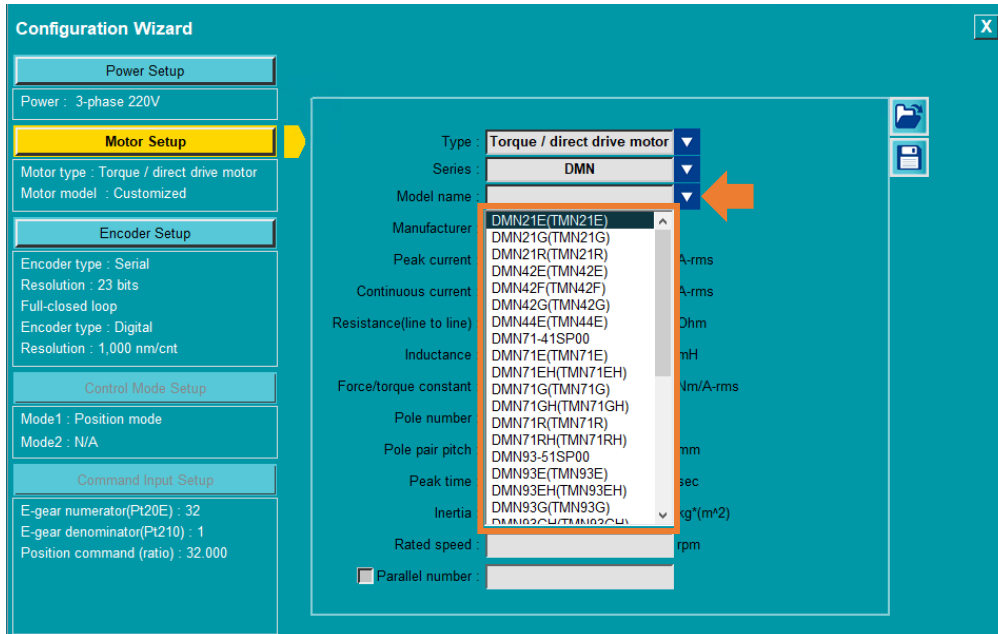 Configuration Wizard
X
Power Setup
Power : 3-phase 220V
Motor Setup
Motor type : Torque / direct drive motor
Motor model : Customized
Encoder Setup
Encoder type : Serial
Resolution : 23 bits
Full-closed loop
Encoder type : Digital
Resolution : 1,000 nm/cnt
Control Mode Setup
Mode1 : Position mode
Mode2 : N/A
Command Input Setup
E-gear numerator(Pt20E) : 32
E-gear denominator(Pt210) : 1
Position command (ratio) : 32.000
Type : Torque / direct drive motor
Series : DMN
Model name :
Manufacturer
Peak current
Continuous current
Resistance(line to line)
Inductance
Force/torque constant
Pole number
Pole pair pitch
Peak time
Inertia
Rated speed :
Parallel number :
DMN21E(TMN21E)
DMN21G(TMN21G)
DMN21R(TMN21R)
DMN42E(TMN42E)
DMN42F(TMN42F)
DMN42G(TMN42G)
DMN44E(TMN44E)
DMN71-41SP00
DMN71E(TMN71E)
DMN71EH(TMN71EH)
DMN71G(TMN71G)
DMN71GH(TMN71GH)
DMN71R(TMN71R)
DMN71RH(TMN71RH)
DMN93-51SP00
DMN93E(TMN93E)
DMN93EH(TMN93EH)
DMN93G(TMN93G)
DMN93GH(TMN93GH)
A-rms
A-rms
Ohm
mH
Nm/A-rms
mm
sec
kg*(m^2)
rpm